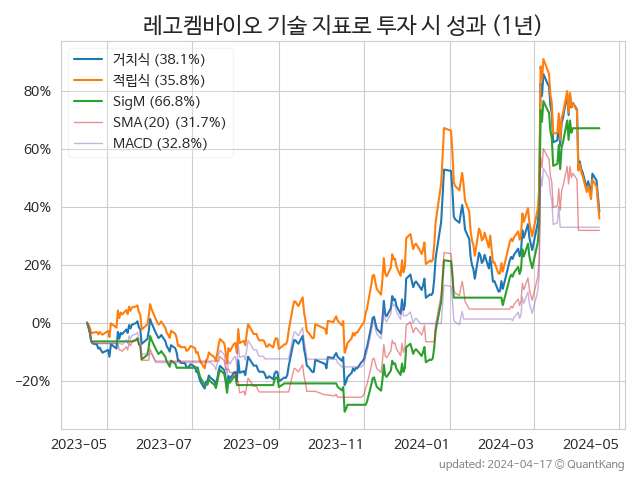 레고켐바이오 기술 지표로 투자 시 성과 (1년)
거치식 (38.1%)
적립식 (35.8%)
SigM (66.8%)
SMA(20) (31.7%)
MACD (32.8%)
80%
60%
40%
20%
0%
−20%
2023-05 2023-07 2023-09 2023-11 2024-01 2024-03 2024-05
updated: 2024-04-17 © QuantKang